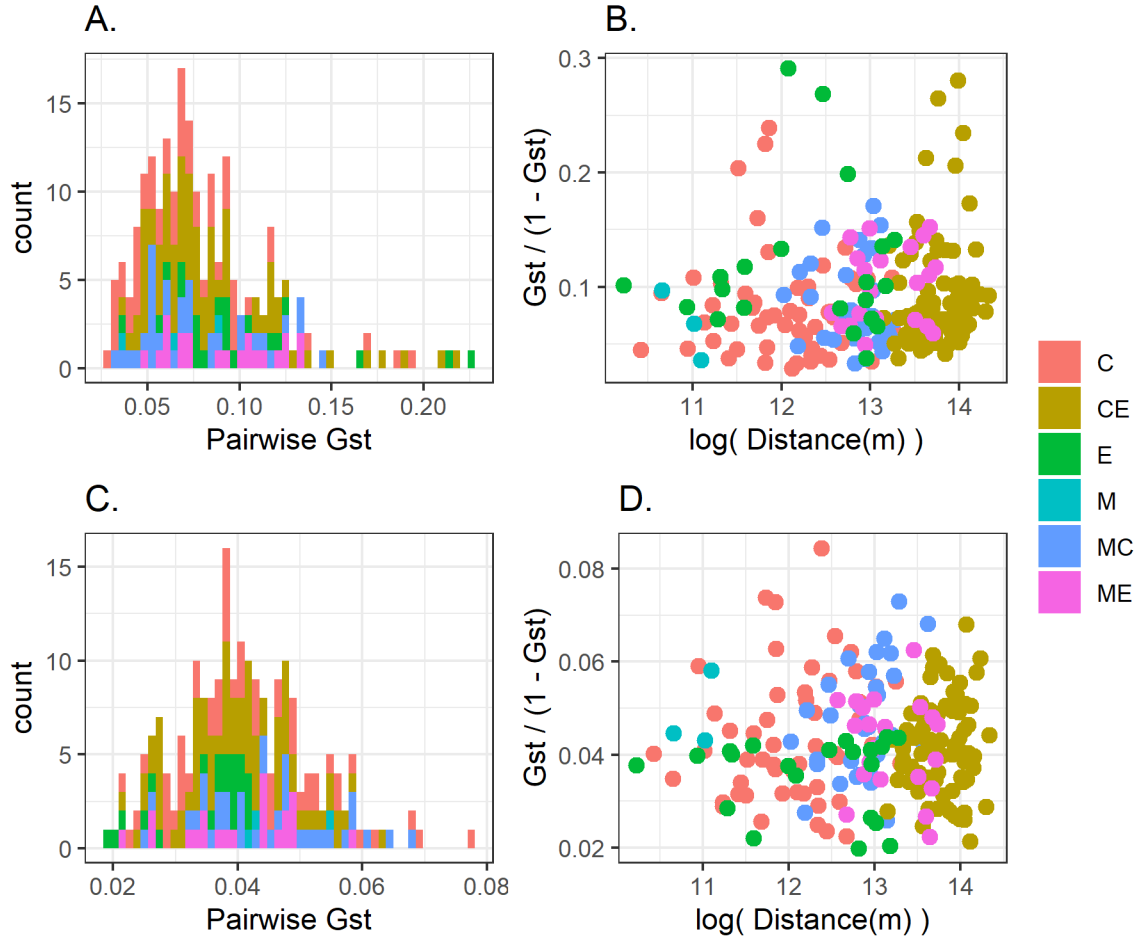 A.
count
15
10
5
0
0.05 0.10 0.15 0.20
Pairwise Gst
B.
Gst / (1 - Gst)
0.3
0.2
0.1
11 12 13 14
log( Distance(m) )
C.
count
15
10
5
0
0.02 0.04 0.06 0.08
Pairwise Gst
D.
Gst / (1 - Gst)
0.08
0.06
0.04
0.02
11 12 13 14
log( Distance(m) )
C
CE
E
M
MC
ME